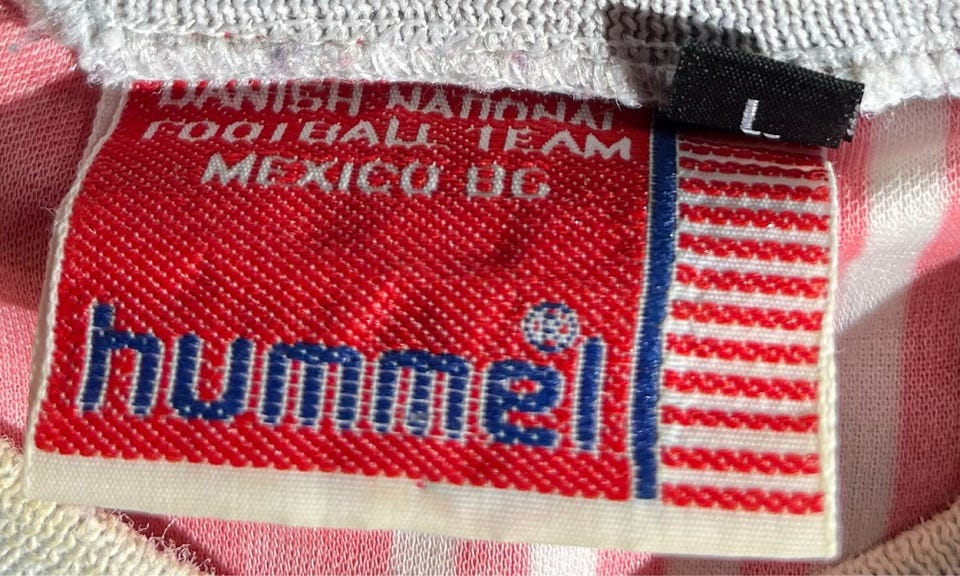 DANISH NATIONAL
FOOTBALL TEAM
MEXICO 86
hummel
L